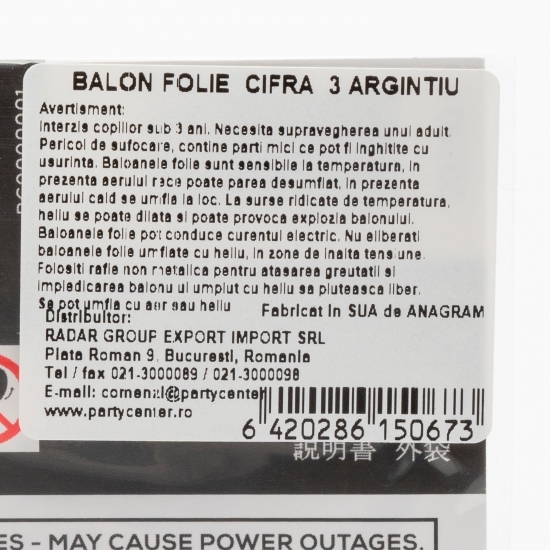 BALON FOLIE CIFRA 3 ARGINTIU
Avertisment:
Interzis copiilor sub 3 ani. Necesita supravegherea unui adult.
Pericol de sufocare, contine parti mici ce pot fi inghitite cu
usurinta. Baloanele folie sunt sensibile la temperatura, in
prezenta aerului rece poate parea desumflat, in prezenta
aerului cald se umfla la loc. La surse ridicate de temperatura,
heliu se poate dilata si poate provoca explozia balonului.
Baloanele folie pot conduce curentul electric. Nu eliberati
baloanele folie umflate cu heliu, in zone de inalta tensiune.
Folositi rafie non metalica pentru atasarea greutatii si
impiedicarea balonului umplut cu heliu sa pluteasca liber.
Se pot umfla cu aer sau heliu
Fabricat in SUA de ANAGRAM
Distribuitor:
RADAR GROUP EXPORT IMPORT SRL
Piata Roman 9, Bucuresti, Romania
Tel / fax 021-3000089 / 021-3000098
E-mail: comenzi@partycenter
www.partycenter.ro
6 420286 150673
説明書 外装
ES - MAY CAUSE POWER OUTAGES.